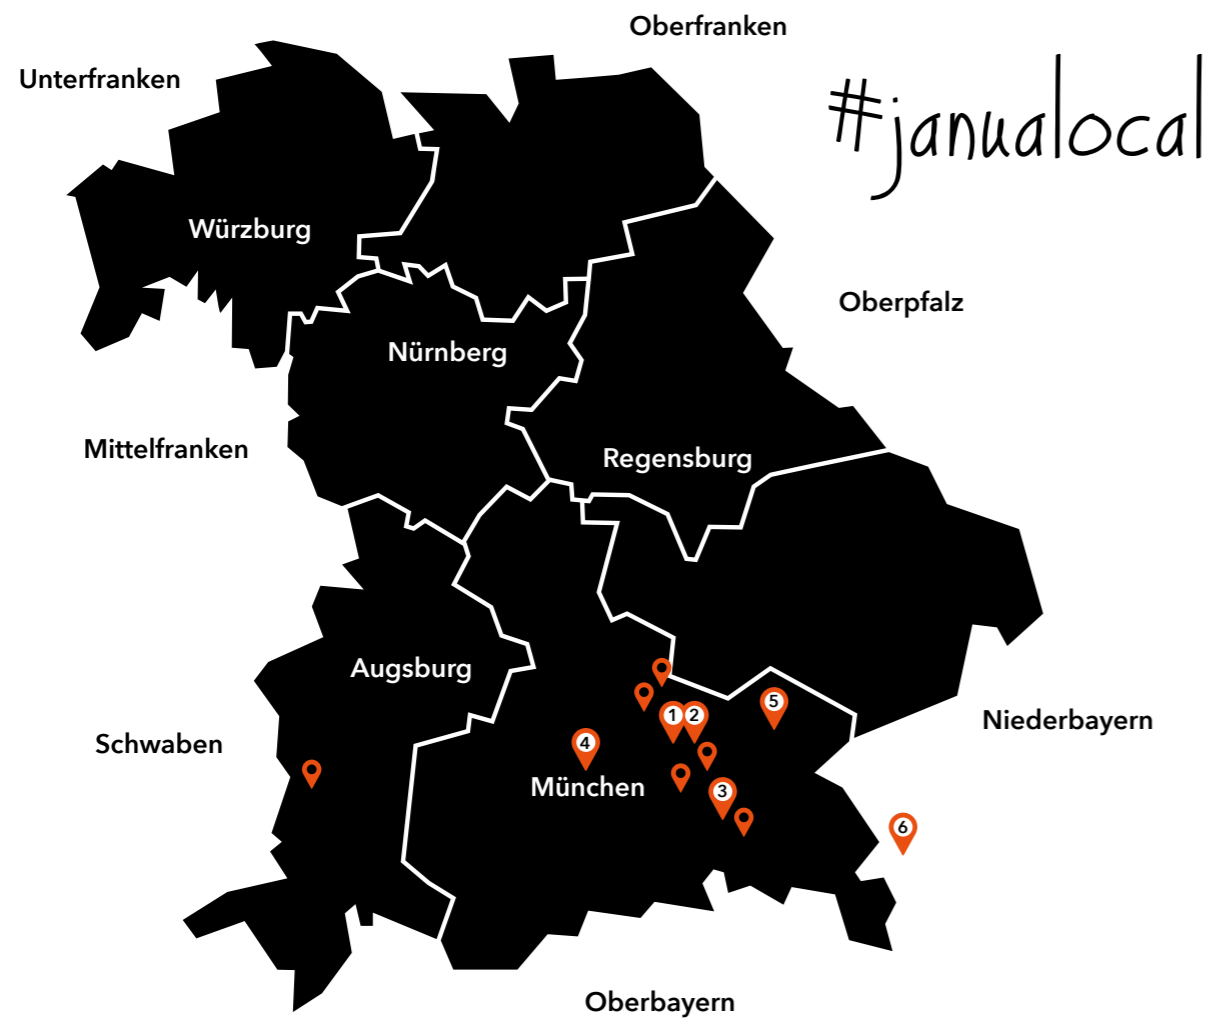 Oberfranken
Unterfranken
#janualocal
Würzburg
Oberpfalz
Nürnberg
Mittelfranken
Regensburg
Augsburg
1
2
5
Niederbayern
Schwaben
4
München
3
6
Oberbayern